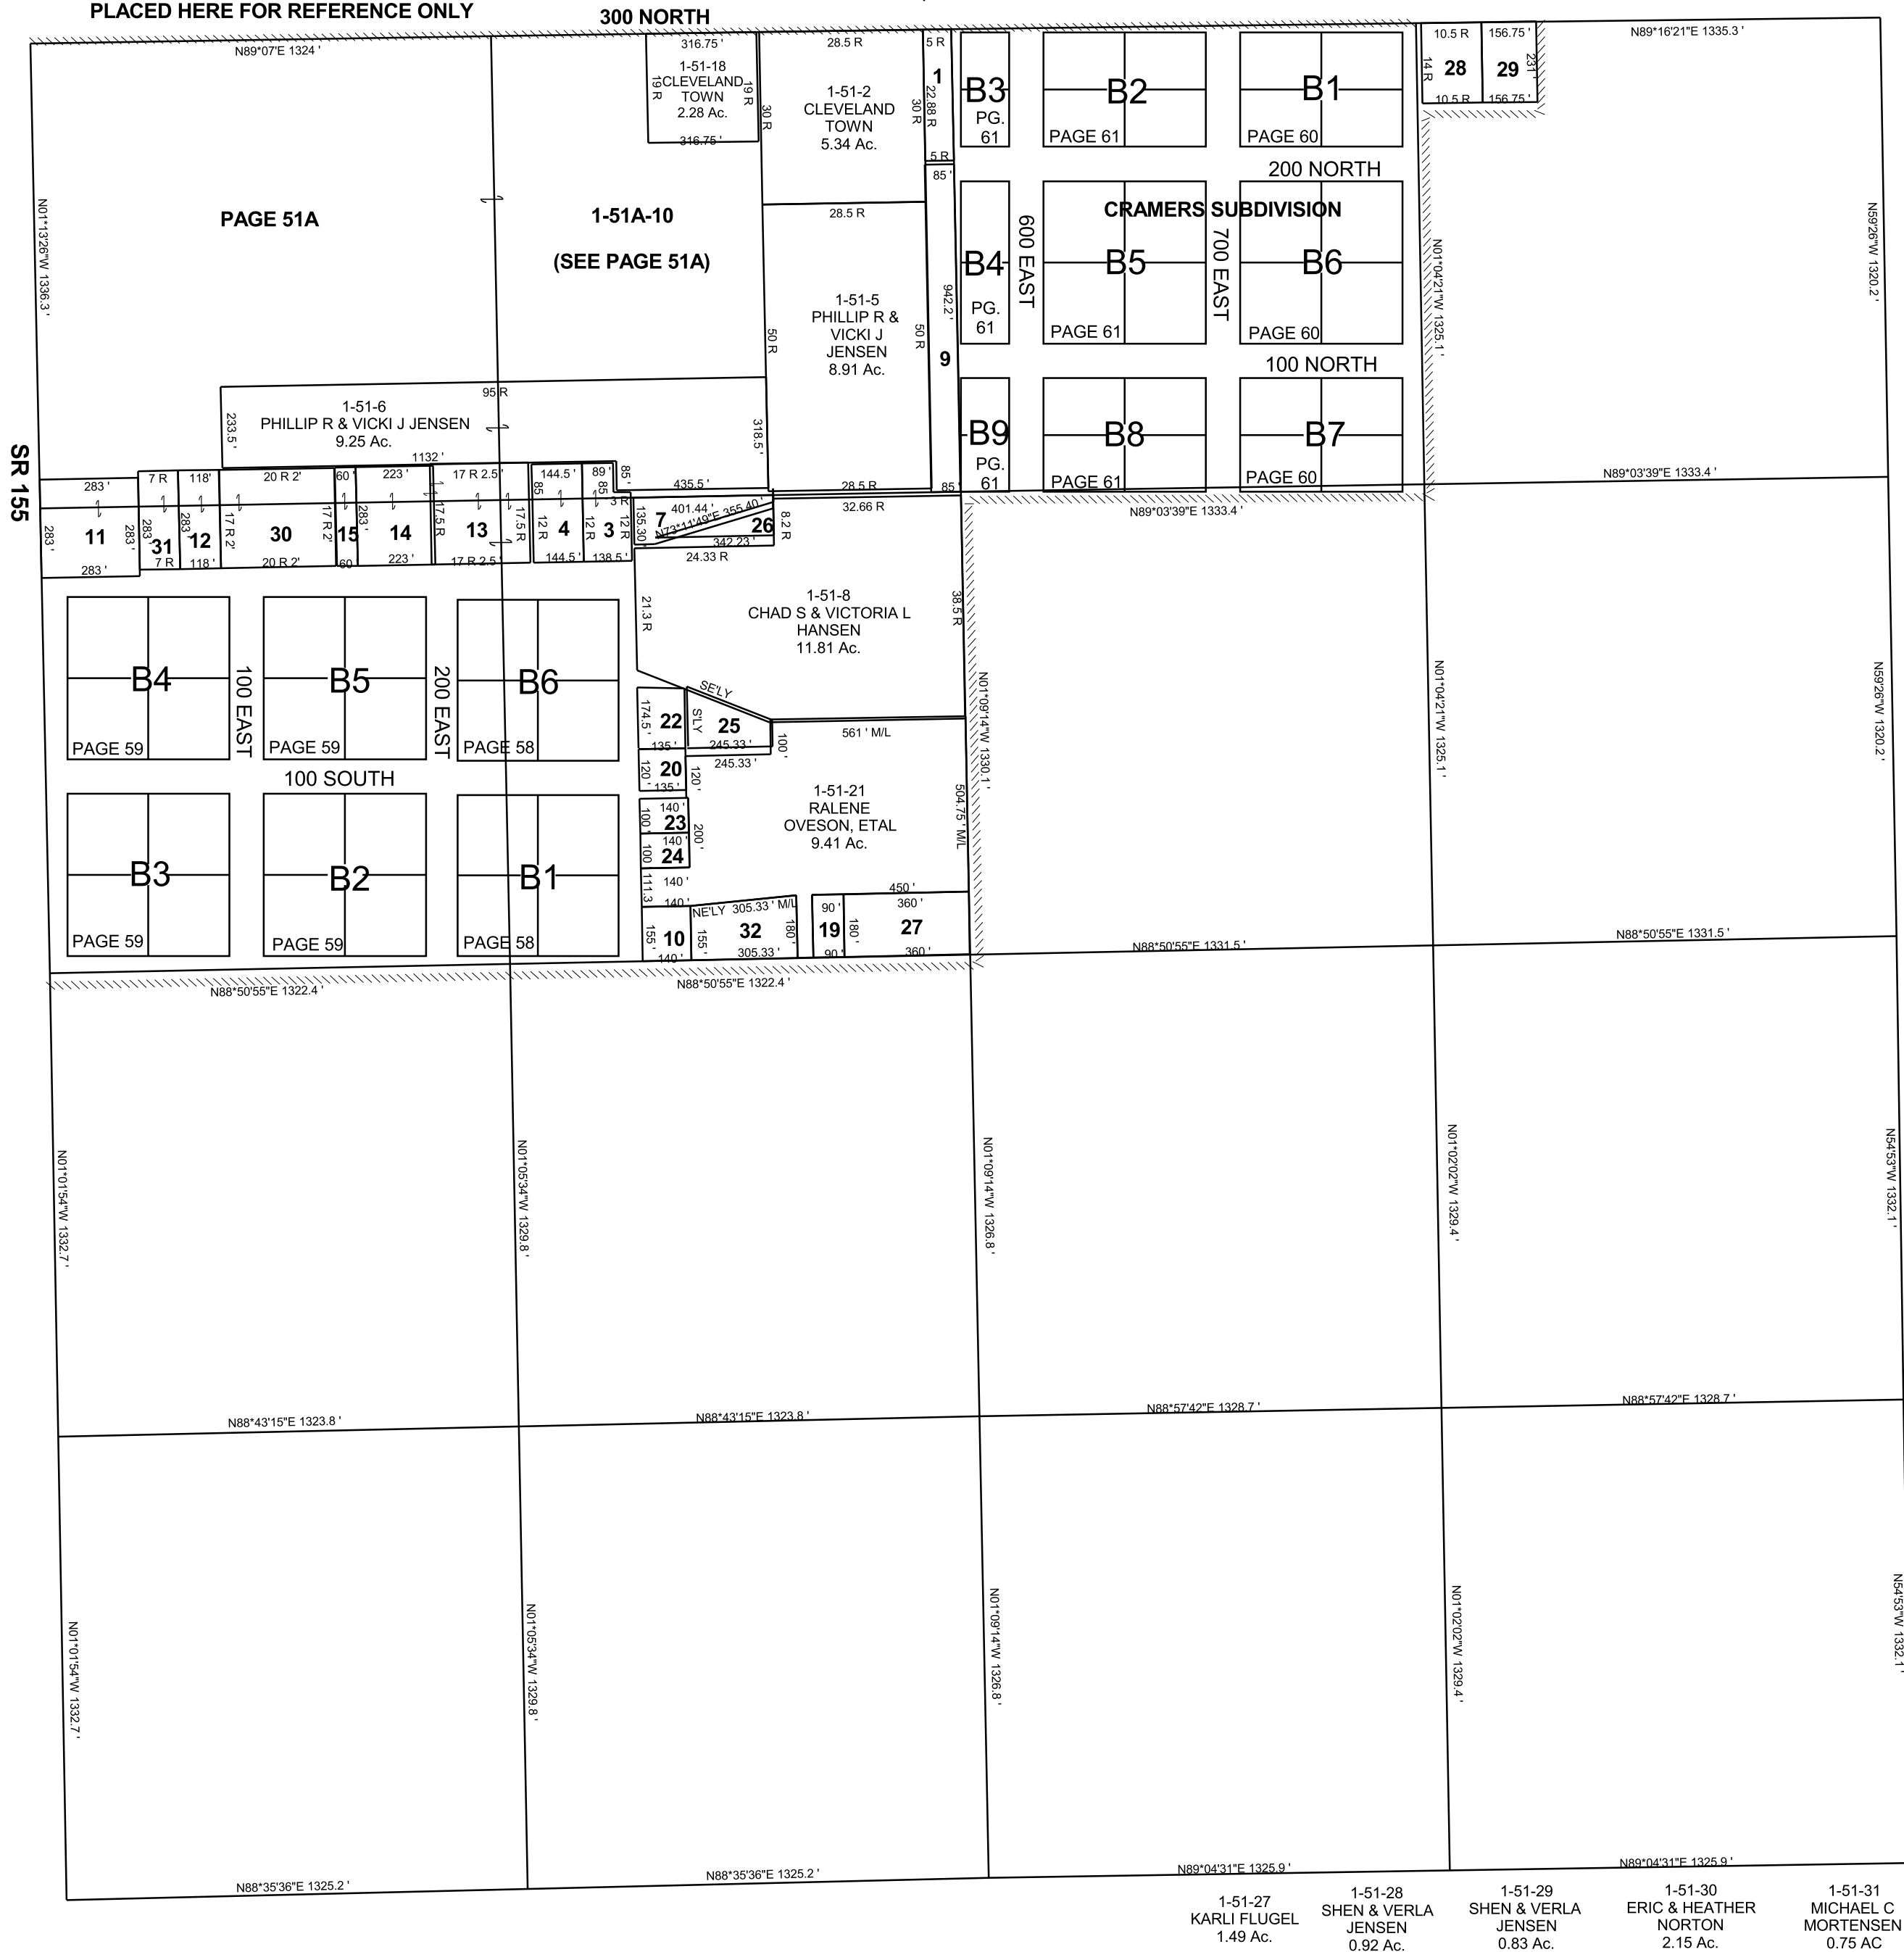 PLACED HERE FOR REFERENCE ONLY
300 NORTH
N89*07'E 1324 '
316.75 '
1-51-18
CLEVELAND
TOWN
2.28 Ac.
19 R
19 R
316.75 '
28.5 R
1-51-2
CLEVELAND
TOWN
5.34 Ac.
30 R
30 R
5 R
1
22.88 R
5 R
85 '
B3
PG.
61
B2
PAGE 61
B1
PAGE 60
10.5 R
156.75 '
14 R
28
29
231 '
10.5 R
156.75 '
N89*16'21"E 1335.3 '
200 NORTH
PAGE 51A
1-51A-10
(SEE PAGE 51A)
N01*13'26"W 1336.3 '
28.5 R
1-51-5
PHILLIP R &
VICKI J
JENSEN
8.91 Ac.
50 R
50 R
942.2 '
9
B4
PG.
61
600 EAST
CRAMERS SUBDIVISION
B5
PAGE 61
700 EAST
B6
PAGE 60
N01*04'21"W 1325.1 '
N59'26"W 1320.2 '
100 NORTH
95 R
1-51-6
PHILLIP R & VICKI J JENSEN
9.25 Ac.
233.5 '
318.5 '
1132 '
B9
PG.
61
B8
PAGE 61
B7
PAGE 60
SR 155
283 '
7 R
118'
20 R 2'
60 '
223 '
17 R 2.5 '
144.5 '
89 '
85 '
435.5 '
28.5 R
85 '
N89*03'39"E 1333.4 '
283 '
11
283 '
283 '
31
283 '
12
17 R 2'
30
17 R 2'
15
283 '
14
17.5 R
13
17.5 R
85
12 R
4
85
12 R
3
3 R
12 R
135.30 '
7
401.44 '
N73*11'49"E 355.40 '
26
342.23 '
8.2 R
32.66 R
N89*03'39"E 1333.4 '
283 '
7 R
118 '
20 R 2'
60
223 '
17 R 2.5 '
144.5 '
138.5 '
24.33 R
21.3 R
1-51-8
CHAD S & VICTORIA L
HANSEN
11.81 Ac.
38.5 R
B4
PAGE 59
100 EAST
B5
PAGE 59
200 EAST
B6
PAGE 58
SE'LY
174.5 '
22
S'LY
25
135 '
245.33 '
100 '
561 ' M/L
N01*09'14"W 1330.1 '
N01*04'21"W 1325.1 '
N59'26"W 1320.2 '
100 SOUTH
120 '
20
120 '
245.33 '
135 '
1-51-21
RALENE
OVESON, ETAL
9.41 Ac.
504.75 ' M/L
140 '
100 '
23
200 '
140 '
100
24
111.3
140 '
140 '
B3
PAGE 59
B2
PAGE 59
B1
PAGE 58
NE'LY 305.33 ' M/L
450 '
155 '
10
155 '
32
180 '
90 '
19
180 '
360 '
27
140 '
305.33 '
90 '
360 '
N88*50'55"E 1331.5 '
N88*50'55"E 1331.5 '
N88*50'55"E 1322.4 '
N88*50'55"E 1322.4 '
N01*01'54"W 1332.7 '
N01*05'34"W 1329.8 '
N01*09'14"W 1326.8 '
N01*02'02"W 1329.4 '
N54'53"W 1332.1 '
N88*43'15"E 1323.8 '
N88*43'15"E 1323.8 '
N88*57'42"E 1328.7 '
N88*57'42"E 1328.7 '
N01*01'54"W 1332.7 '
N01*05'34"W 1329.8 '
N01*09'14"W 1326.8 '
N01*02'02"W 1329.4 '
N54'53"W 1332.1 '
N88*35'36"E 1325.2 '
N88*35'36"E 1325.2 '
N89*04'31"E 1325.9 '
N89*04'31"E 1325.9 '
1-51-27
KARLI FLUGEL
1.49 Ac.
1-51-28
SHEN & VERLA
JENSEN
0.92 Ac.
1-51-29
SHEN & VERLA
JENSEN
0.83 Ac.
1-51-30
ERIC & HEATHER
NORTON
2.15 Ac.
1-51-31
MICHAEL C
MORTENSEN
0.75 AC